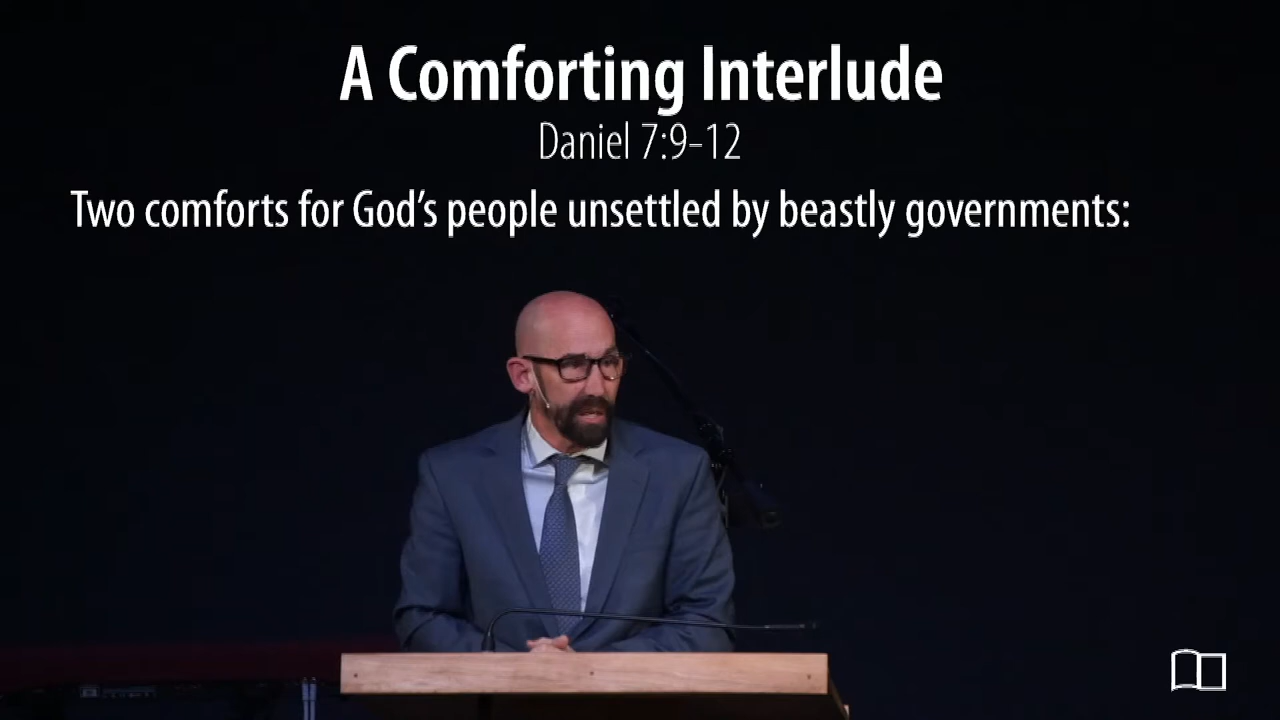 A Comforting Interlude
Daniel 7:9–12
Two comforts for God’s people unsettled by beastly governments: